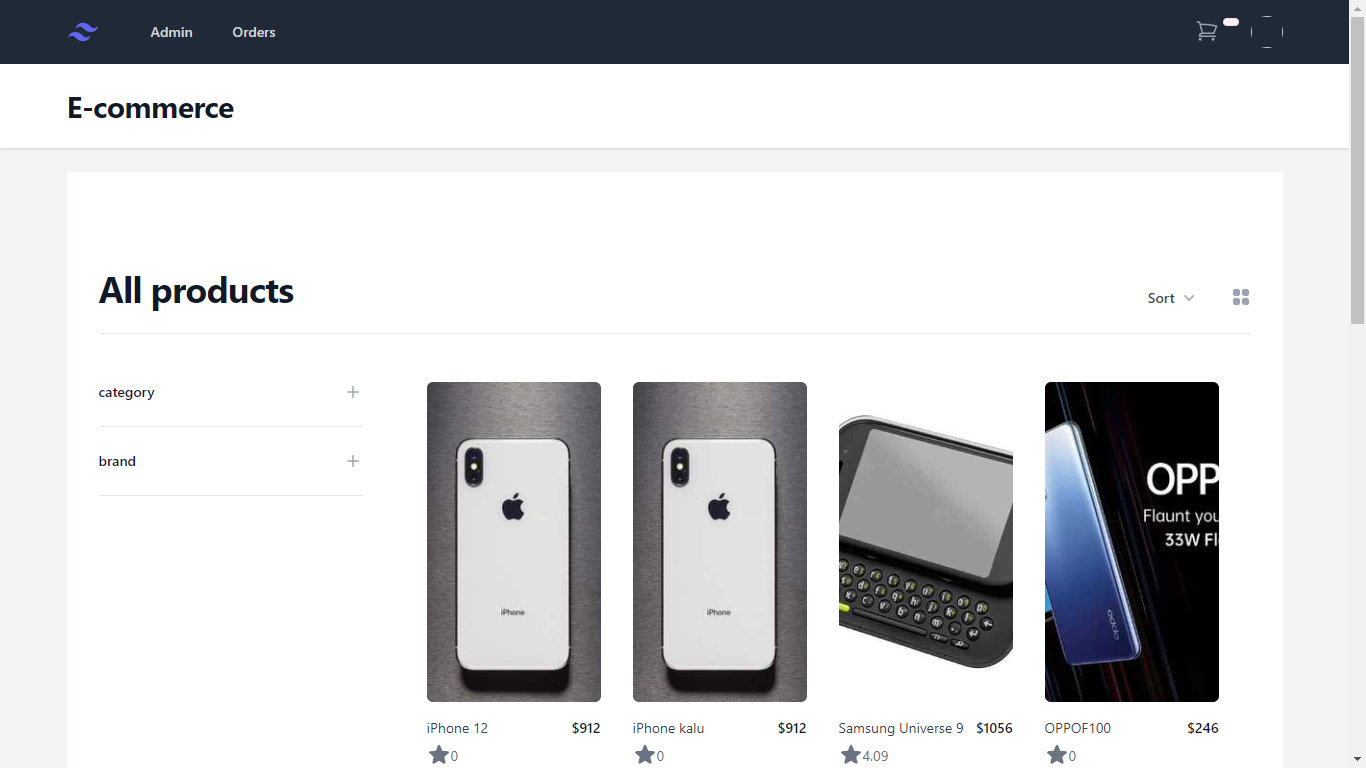 Admin Orders
E-commerce
All products
Sort
category
brand
iPhone
iPhone
OPP
Flaunt you
33W Fl
oppo
iPhone 12 $912
iPhone kalu $912
Samsung Universe 9 $1056
OPPOF100 $246
0
0
4.09
0